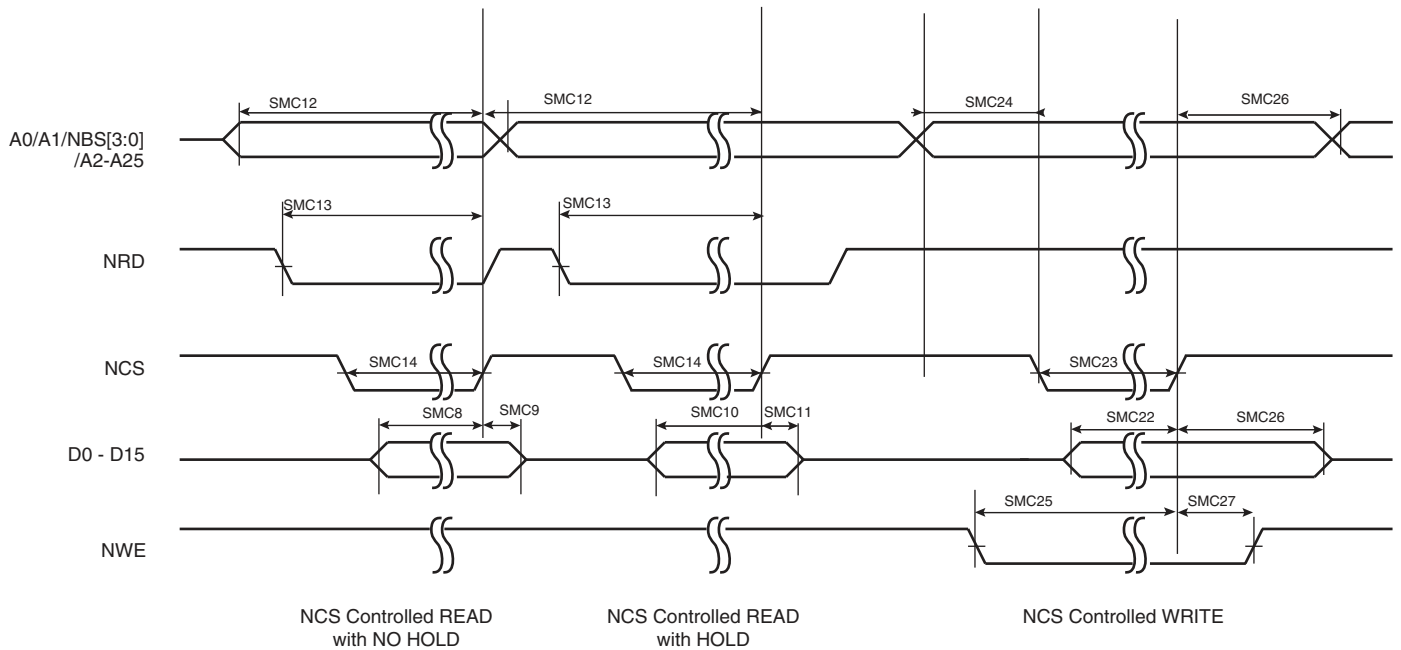 SMC12
SMC12
SMC24
SMC26
A0/A1/NBS[3:0]
/A2-A25
SMC13
SMC13
NRD
NCS
SMC14
SMC14
SMC23
SMC8
SMC9
SMC10
SMC11
SMC22
SMC26
D0 - D15
SMC25
SMC27
NWE
NCS Controlled READ
with NO HOLD
NCS Controlled READ
with HOLD
NCS Controlled WRITE